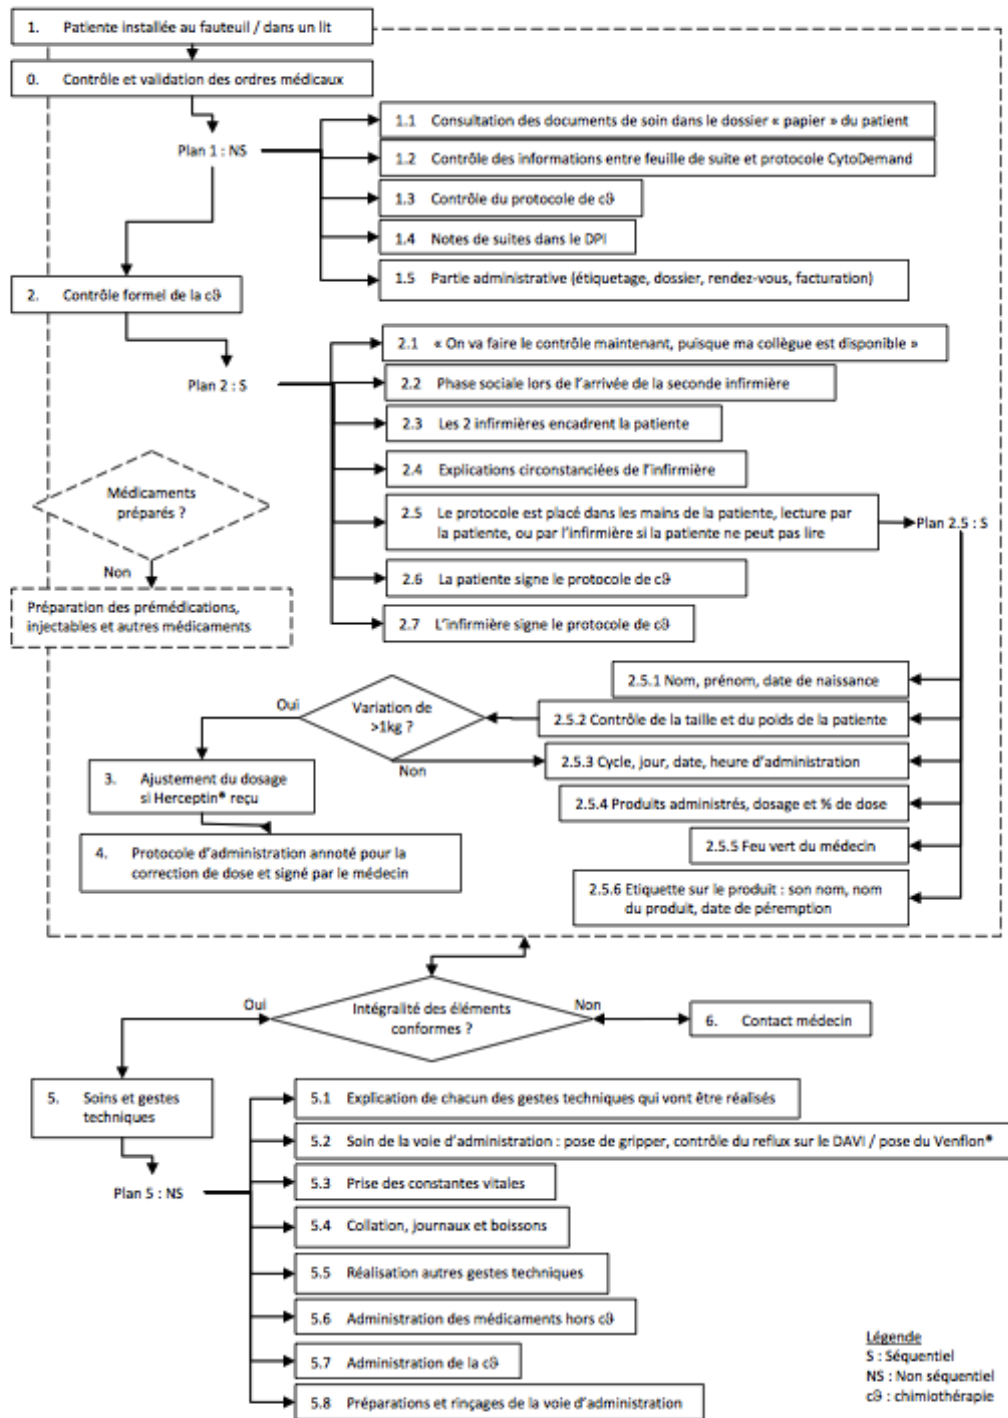 1. Patiente installée au fauteuil / dans un lit
0. Contrôle et validation des ordres médicaux
Plan 1 : NS
1.1 Consultation des documents de soin dans le dossier « papier » du patient
1.2 Contrôle des informations entre feuille de suite et protocole CytoDemand
1.3 Contrôle du protocole de cϑ
1.4 Notes de suites dans le DPI
1.5 Partie administrative (étiquetage, dossier, rendez-vous, facturation)
2. Contrôle formel de la cϑ
Plan 2 : S
2.1 « On va faire le contrôle maintenant, puisque ma collègue est disponible »
2.2 Phase sociale lors de l'arrivée de la seconde infirmière
2.3 Les 2 infirmières encadrent la patiente
2.4 Explications circonstanciées de l'infirmière
2.5 Le protocole est placé dans les mains de la patiente, lecture par
la patiente, ou par l'infirmière si la patiente ne peut pas lire
2.6 La patiente signe le protocole de cϑ
2.7 L'infirmière signe le protocole de cϑ
Plan 2.5 : S
Médicaments
préparés ?
Non
Préparation des prémédications,
injectables et autres médicaments
2.5.1 Nom, prénom, date de naissance
2.5.2 Contrôle de la taille et du poids de la patiente
2.5.3 Cycle, jour, date, heure d'administration
2.5.4 Produits administrés, dosage et % de dose
2.5.5 Feu vert du médecin
2.5.6 Etiquette sur le produit : son nom, nom
du produit, date de péremption
Variation de
>1kg ?
Oui
Non
3. Ajustement du dosage
si Herceptin® reçu
4. Protocole d'administration annoté pour la
correction de dose et signé par le médecin
Intégralité des éléments
conformes ?
Oui
Non
6. Contact médecin
5. Soins et gestes
techniques
Plan 5 : NS
5.1 Explication de chacun des gestes techniques qui vont être réalisés
5.2 Soin de la voie d'administration : pose de gripper, contrôle du reflux sur le DAVI / pose du Venflon®
5.3 Prise des constantes vitales
5.4 Collation, journaux et boissons
5.5 Réalisation autres gestes techniques
5.6 Administration des médicaments hors cϑ
5.7 Administration de la cϑ
5.8 Préparations et rinçages de la voie d'administration
Légende
S : Séquentiel
NS : Non séquentiel
cϑ : chimiothérapie